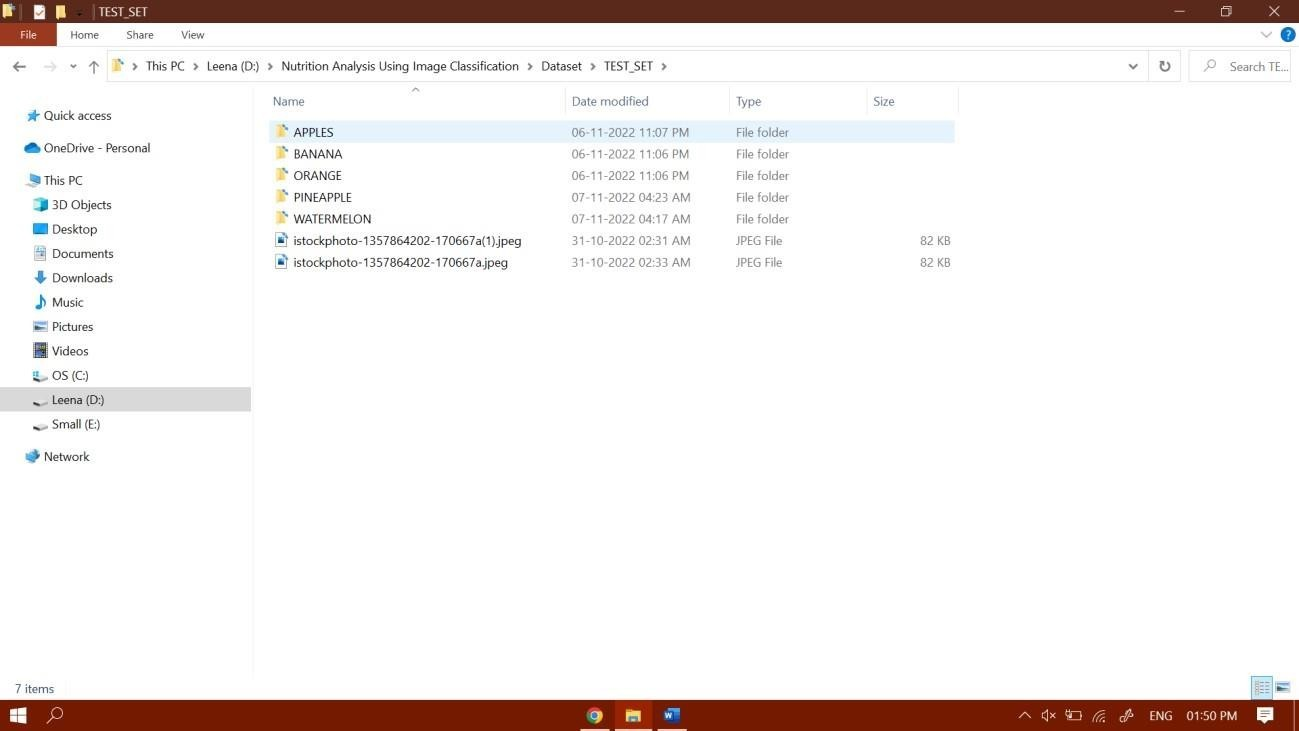 TEST_SET
File Home Share View
This PC Leena (D:) Nutrition Analysis Using Image Classification Dataset TEST_SET Search TE...
Name Date modified Type Size
Quick access
OneDrive - Personal
This PC
3D Objects
Desktop
Documents
Downloads
Music
Pictures
Videos
OS (C:)
Leena (D:)
Small (E:)
Network
APPLES 06-11-2022 11:07 PM File folder
BANANA 06-11-2022 11:06 PM File folder
ORANGE 06-11-2022 11:06 PM File folder
PINEAPPLE 07-11-2022 04:23 AM File folder
WATERMELON 07-11-2022 04:17 AM File folder
istockphoto-1357864202-170667a(1).jpeg 31-10-2022 02:31 AM JPEG File 82 KB
istockphoto-1357864202-170667a.jpeg 31-10-2022 02:33 AM JPEG File 82 KB
7 items
ENG 01:50 PM